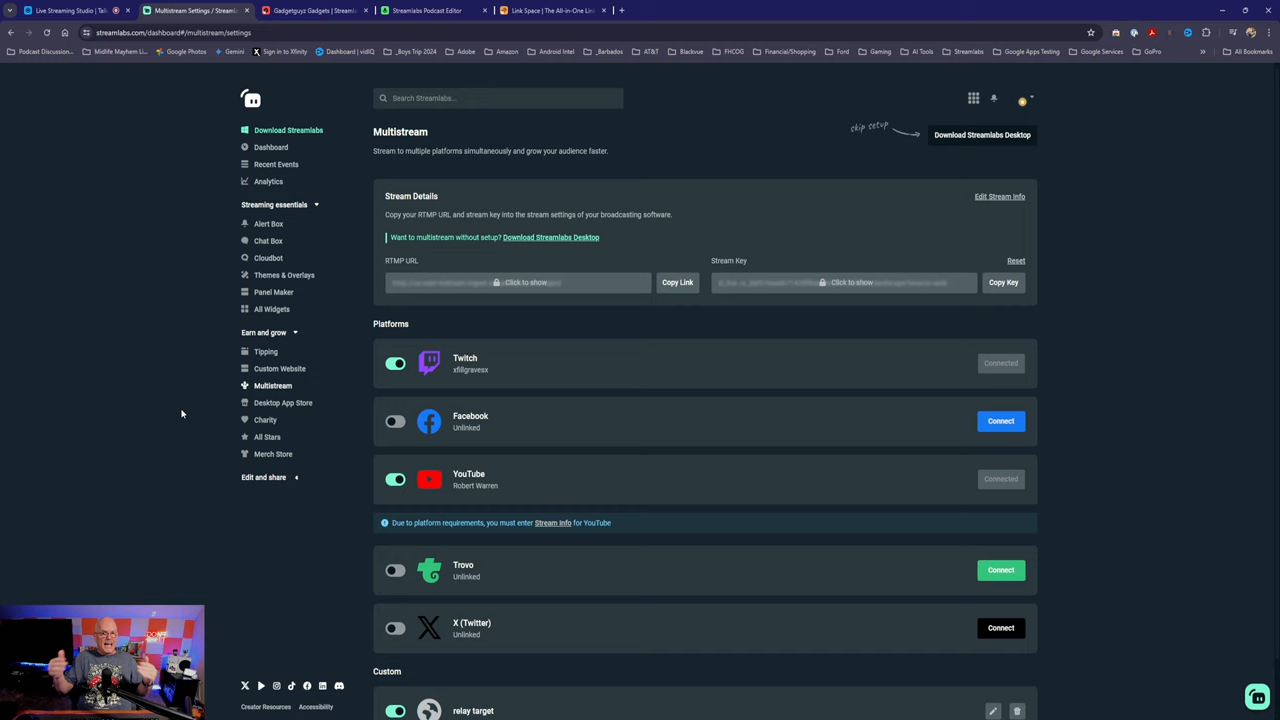 Live Streaming Studio | Talk
Multistream Settings / Streamla
Gadgetguyz Gadgets | Streaml
Streamlabs Podcast Editor
Link Space | The All-in-One Link
streamlabs.com/dashboard#/multistream/settings
Podcast Discussion...
Midlife Mayhem Liv...
Google Photos
Gemini
Sign in to Xfinity
Dashboard | vidIQ
_Boys Trip 2024
Adobe
Amazon
Android Intel
_Barbados
AT&T
Blackvue
FHCOG
Financial/Shopping
Ford
Gaming
AI Tools
Streamlabs
Google Apps Testing
Google Services
GoPro
All Bookmarks
Search Streamlabs...
Download Streamlabs
Dashboard
Recent Events
Analytics
Streaming essentials
Alert Box
Chat Box
Cloudbot
Themes & Overlays
Panel Maker
All Widgets
Earn and grow
Tipping
Custom Website
Multistream
Desktop App Store
Charity
All Stars
Merch Store
Edit and share
Creator Resources
Accessibility
Multistream
Stream to multiple platforms simultaneously and grow your audience faster.
skip setup
Download Streamlabs Desktop
Stream Details
Edit Stream Info
Copy your RTMP URL and stream key into the stream settings of your broadcasting software.
Want to multistream without setup? Download Streamlabs Desktop
RTMP URL
Stream Key
Reset
Click to show
Copy Link
Click to show
Copy Key
Platforms
Twitch
xfillgravesx
Connected
Facebook
Unlinked
Connect
YouTube
Robert Warren
Connected
Due to platform requirements, you must enter Stream Info for YouTube
Trovo
Unlinked
Connect
X (Twitter)
Unlinked
Connect
Custom
relay target